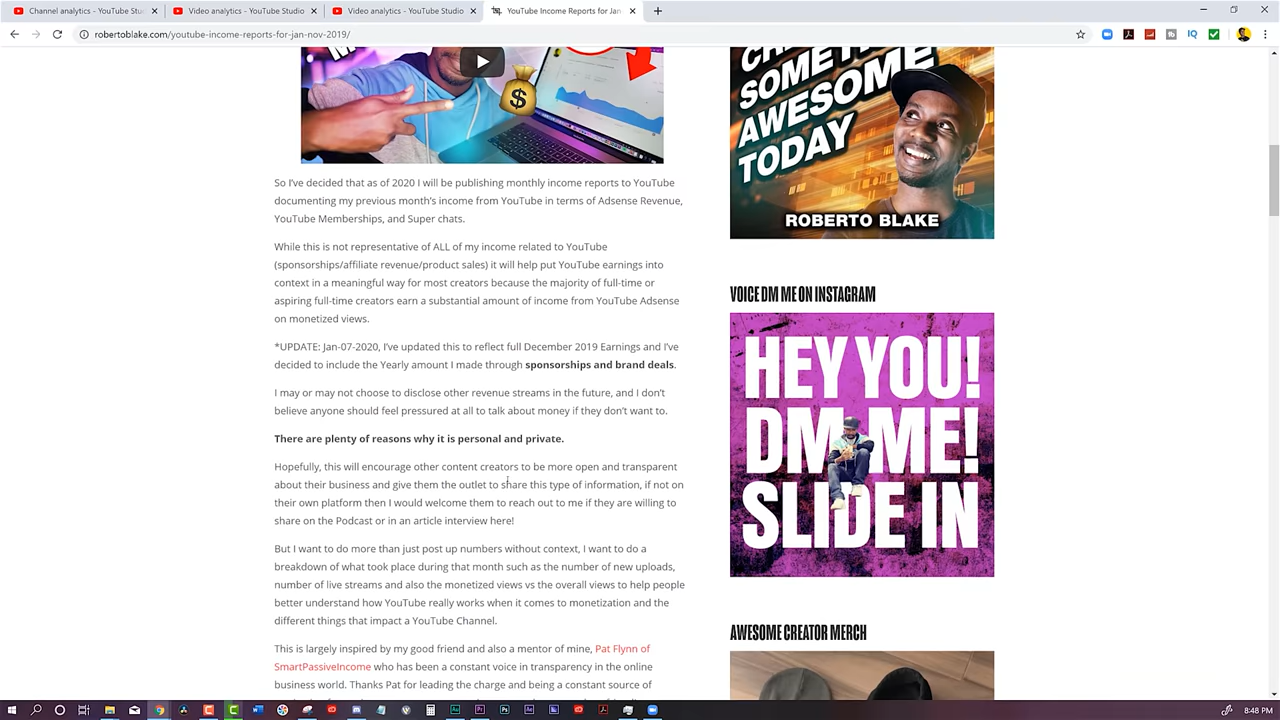 Channel analytics - YouTube Stu
Video analytics - YouTube Studio
Video analytics - YouTube Studio
YouTube Income Reports for Jan
robertoblake.com/youtube-income-reports-for-jan-nov-2019/
So I've decided that as of 2020 I will be publishing monthly income reports to YouTube
documenting my previous month's income from YouTube in terms of Adsense Revenue,
YouTube Memberships, and Super chats.
While this is not representative of ALL of my income related to YouTube
(sponsorships/affiliate revenue/product sales) it will help put YouTube earnings into
context in a meaningful way for most creators because the majority of full-time or
aspiring full-time creators earn a substantial amount of income from YouTube Adsense
on monetized views.
*UPDATE: Jan-07-2020, I've updated this to reflect full December 2019 Earnings and I've
decided to include the Yearly amount I made through sponsorships and brand deals.
I may or may not choose to disclose other revenue streams in the future, and I don't
believe anyone should feel pressured at all to talk about money if they don't want to.
There are plenty of reasons why it is personal and private.
Hopefully, this will encourage other content creators to be more open and transparent
about their business and give them the outlet to share this type of information, if not on
their own platform then I would welcome them to reach out to me if they are willing to
share on the Podcast or in an article interview here!
But I want to do more than just post up numbers without context, I want to do a
breakdown of what took place during that month such as the number of new uploads,
number of live streams and also the monetized views vs the overall views to help people
better understand how YouTube really works when it comes to monetization and the
different things that impact a YouTube Channel.
This is largely inspired by my good friend and also a mentor of mine, Pat Flynn of
SmartPassiveIncome who has been a constant voice in transparency in the online
business world. Thanks Pat for leading the charge and being a constant source of
SOMETHING
AWESOME
TODAY
ROBERTO BLAKE
VOICE DM ME ON INSTAGRAM
HEY YOU!
DM ME!
SLIDE IN
AWESOME CREATOR MERCH
8:48 PM